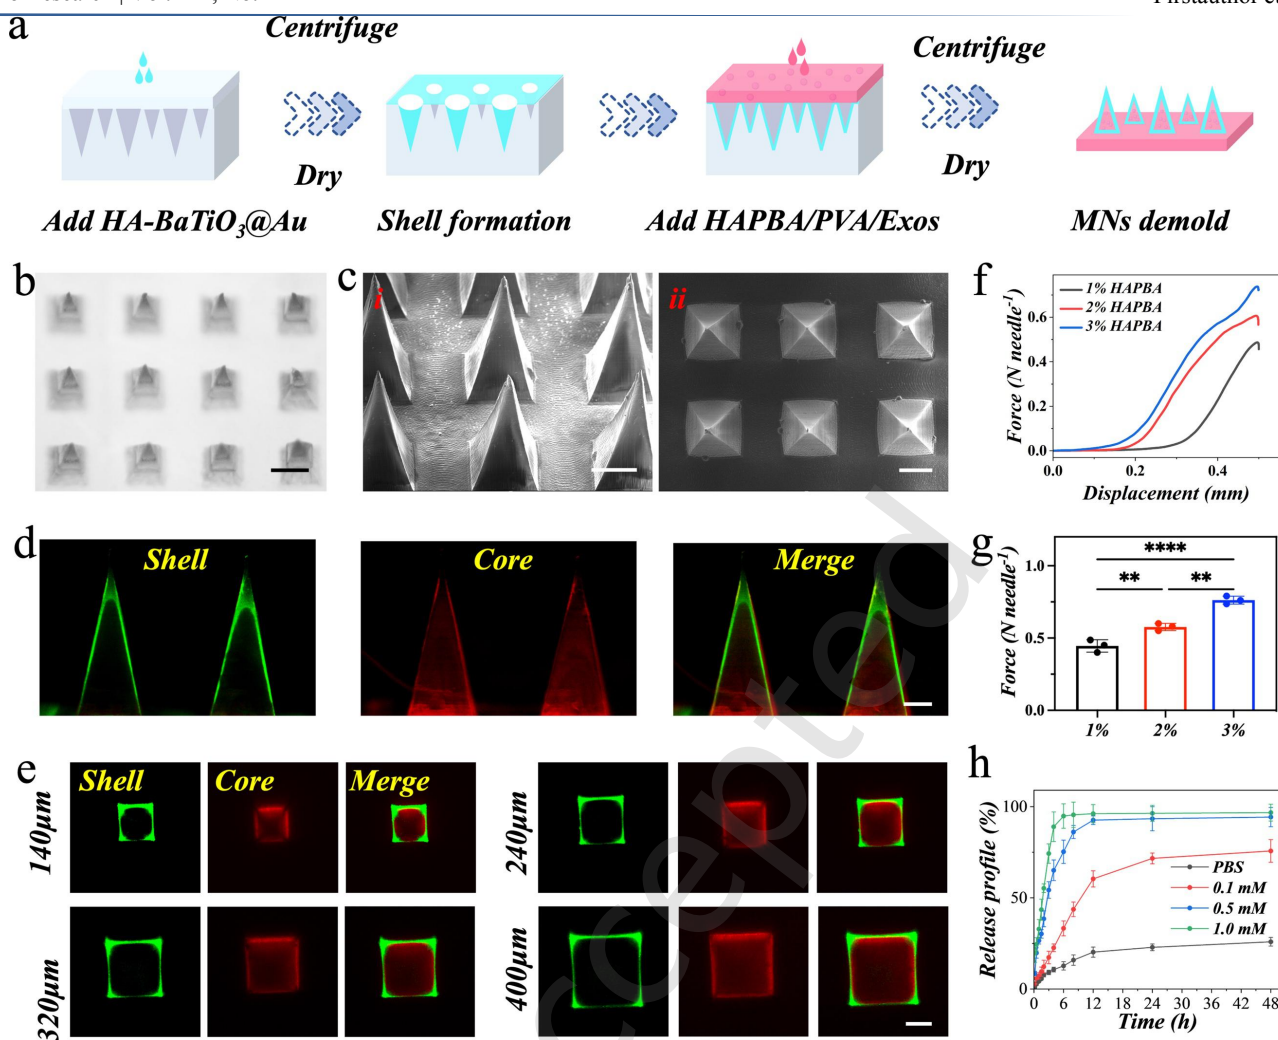 a
Centrifuge
Dry
Centrifuge
Dry
Add HA-BaTiO3@Au
Shell formation
Add HAPBA/PVA/Exos
MNs demold
b
c
i
ii
f
1% HAPBA
2% HAPBA
3% HAPBA
Force (N needle-1)
0.6
0.4
0.2
0.0
0.0 0.2 0.4
Displacement (mm)
d
Shell
Core
Merge
g
****
** **
Force (N needle-1)
1.0
0.5
0.0
1% 2% 3%
e
Shell Core Merge
140μm
240μm
320μm
400μm
h
Release profile (%)
100
50
0
PBS
0.1 mM
0.5 mM
1.0 mM
0 6 12 18 24 30 36 42 48
Time (h)